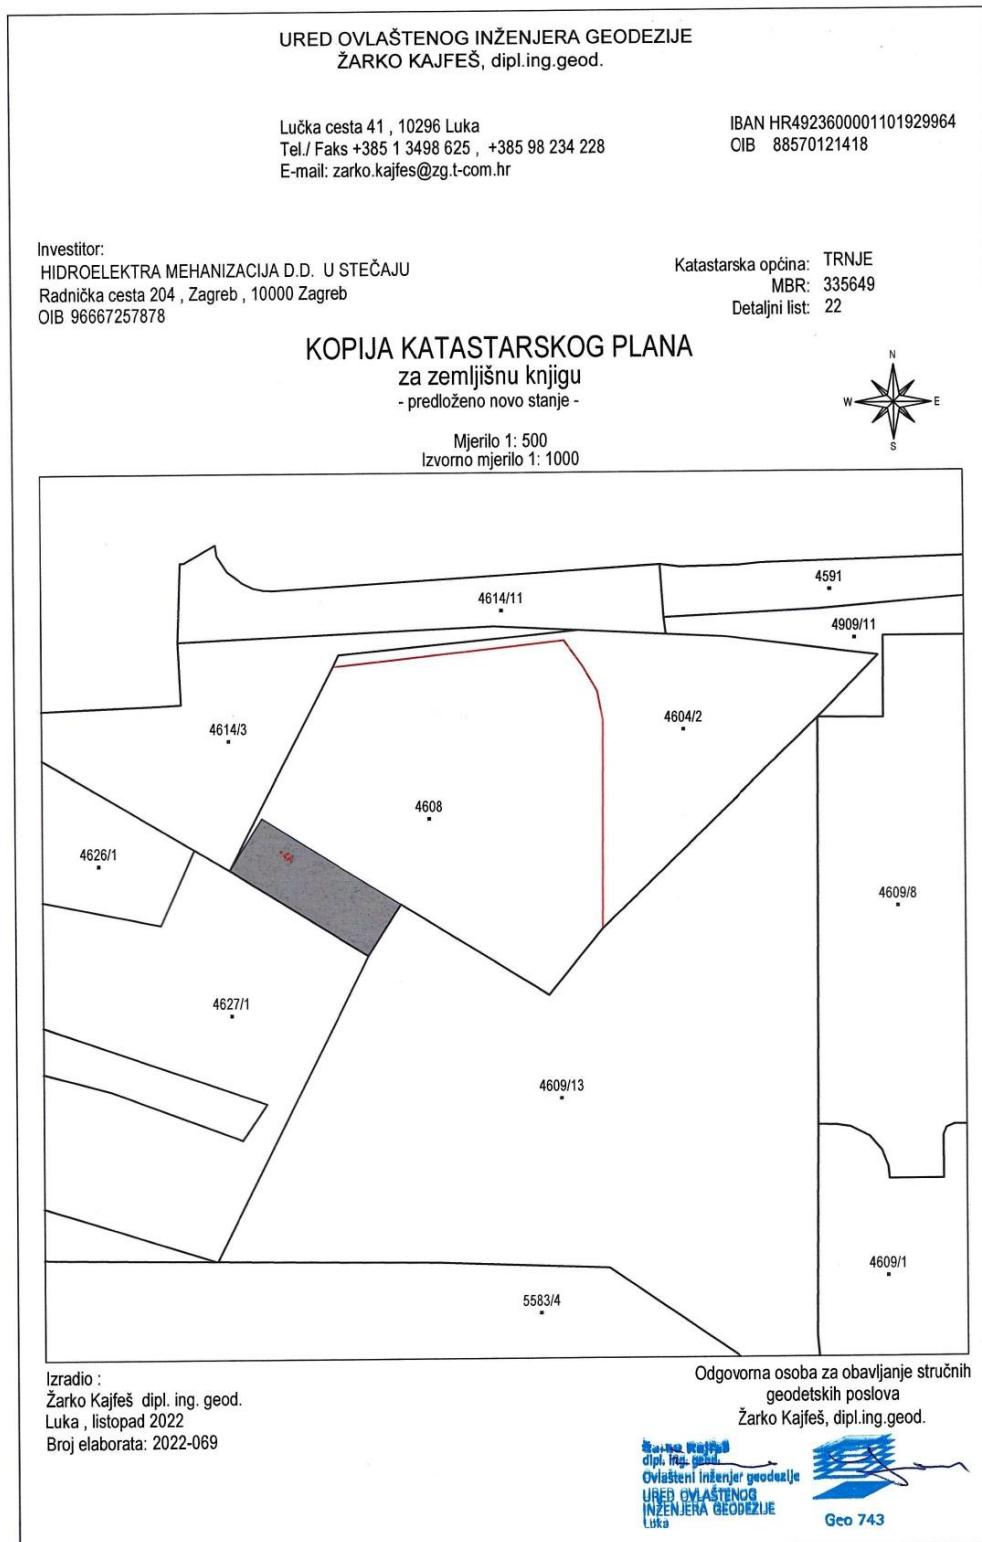 URED OVLAŠTENOG INŽENJERA GEODEZIJE
ŽARKO KAJFEŠ, dipl.ing.geod.
Lučka cesta 41 , 10296 Luka
Tel./ Faks +385 1 3498 625 , +385 98 234 228
E-mail: zarko.kajfes@zg.t-com.hr
IBAN HR4923600001101929964
OIB 88570121418
Investitor:
HIDROELEKTRA MEHANIZACIJA D.D. U STEČAJU
Radnička cesta 204 , Zagreb , 10000 Zagreb
OIB 96667257878
Katastarska općina: TRNJE
MBR: 335649
Detaljni list: 22
KOPIJA KATASTARSKOG PLANA
za zemljišnu knjigu
- predloženo novo stanje -
Mjerilo 1: 500
Izvorno mjerilo 1: 1000
N
W
E
S
4591
4614/11
4909/11
4614/3
4604/2
4608
4626/1
4609/8
4627/1
4609/13
4609/1
5583/4
Izradio :
Žarko Kajfeš dipl. ing. geod.
Luka , listopad 2022
Broj elaborata: 2022-069
Odgovorna osoba za obavljanje stručnih
geodetskih poslova
Žarko Kajfeš, dipl.ing.geod.
Žarko Kajfeš
dipl. ing. geod.
Ovlašteni inženjer geodezije
URED OVLAŠTENOG
INŽENJERA GEODEZIJE
Luka
Geo 743